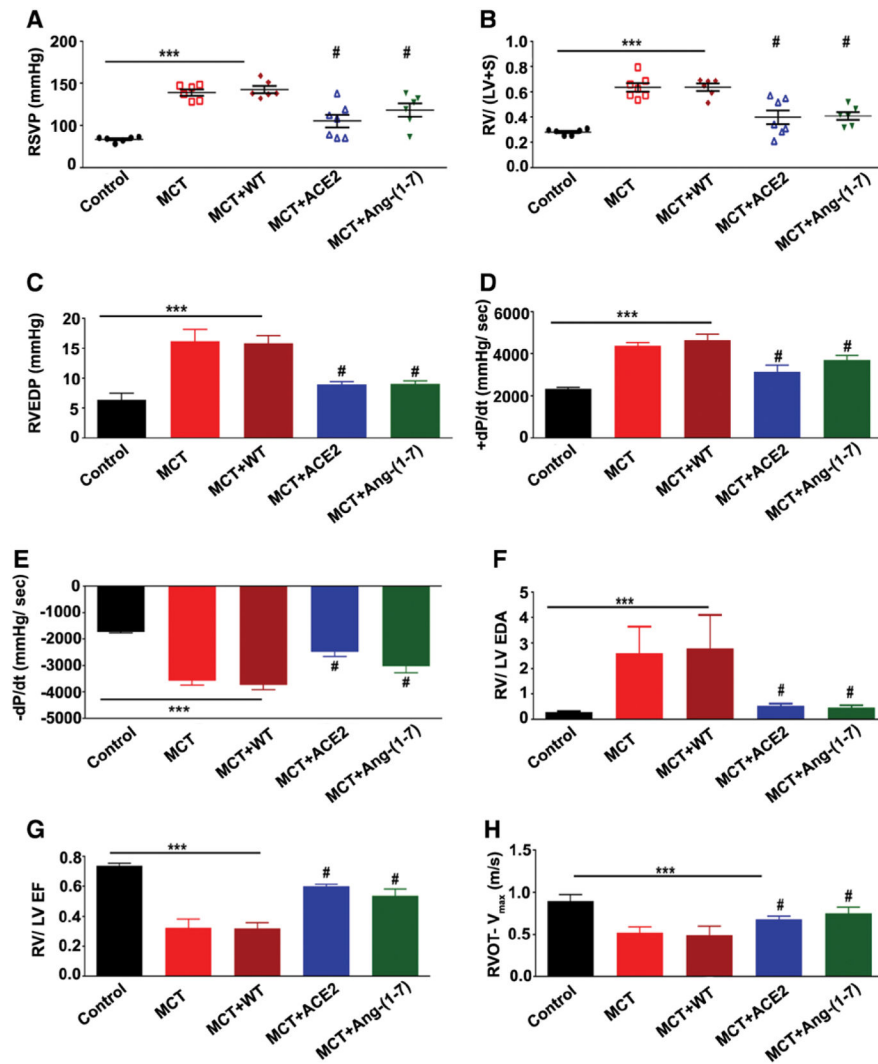 A
RSVP (mmHg)
200
150
100
0
***
#
#
Control
MCT
MCT+WT
MCT+ACE2
MCT+Ang-(1-7)
B
RV/ (LV+S)
1.0
0.8
0.6
0.4
0.2
0.0
***
#
#
Control
MCT
MCT+WT
MCT+ACE2
MCT+Ang-(1-7)
C
RVEDP (mmHg)
20
15
10
5
0
***
#
#
Control
MCT
MCT+WT
MCT+ACE2
MCT+Ang-(1-7)
D
+dP/dt (mmHg/ sec)
6000
4000
2000
0
***
#
#
Control
MCT
MCT+WT
MCT+ACE2
MCT+Ang-(1-7)
E
-dP/dt (mmHg/ sec)
0
-1000
-2000
-3000
-4000
-5000
***
#
#
Control
MCT
MCT+WT
MCT+ACE2
MCT+Ang-(1-7)
F
RV/ LV EDA
5
4
3
2
1
0
***
#
#
Control
MCT
MCT+WT
MCT+ACE2
MCT+Ang-(1-7)
G
RV/ LV EF
0.8
0.6
0.4
0.2
0.0
***
#
#
Control
MCT
MCT+WT
MCT+ACE2
MCT+Ang-(1-7)
H
RVOT- Vmax (m/s)
1.5
1.0
0.5
0.0
***
#
#
Control
MCT
MCT+WT
MCT+ACE2
MCT+Ang-(1-7)